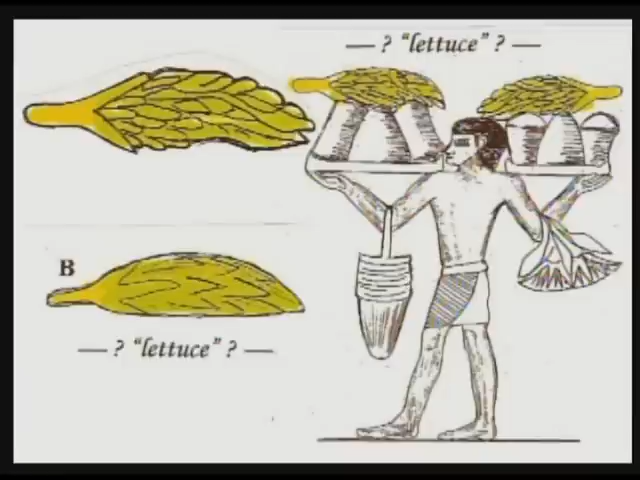 — ? "lettuce" ? —
B
— ? "lettuce" ? —